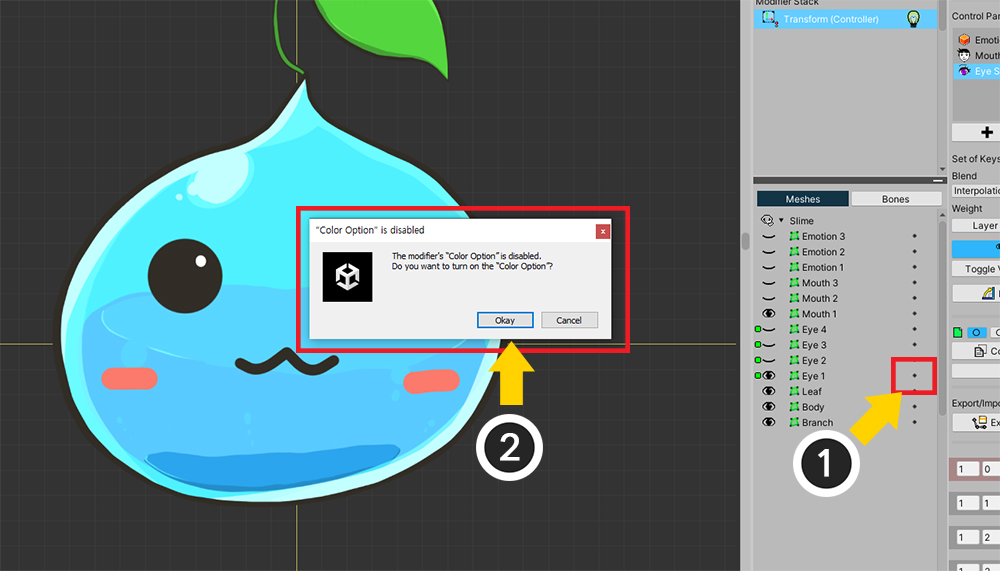 Modifier Stack
Transform (Controller)
Control Par
Emoti
Mouth
Eye S
Set of Keys
Blend
Interpolatio
Weight
Layer
Toggle V
Co
Export/Impo
Ex
1 0
1 1
1 2
Meshes
Bones
Slime
Emotion 3
Emotion 2
Emotion 1
Mouth 3
Mouth 2
Mouth 1
Eye 4
Eye 3
Eye 2
Eye 1
Leaf
Body
Branch
"Color Option" is disabled
x
The modifier's "Color Option" is disabled.
Do you want to turn on the "Color Option"?
Okay
Cancel
2
1